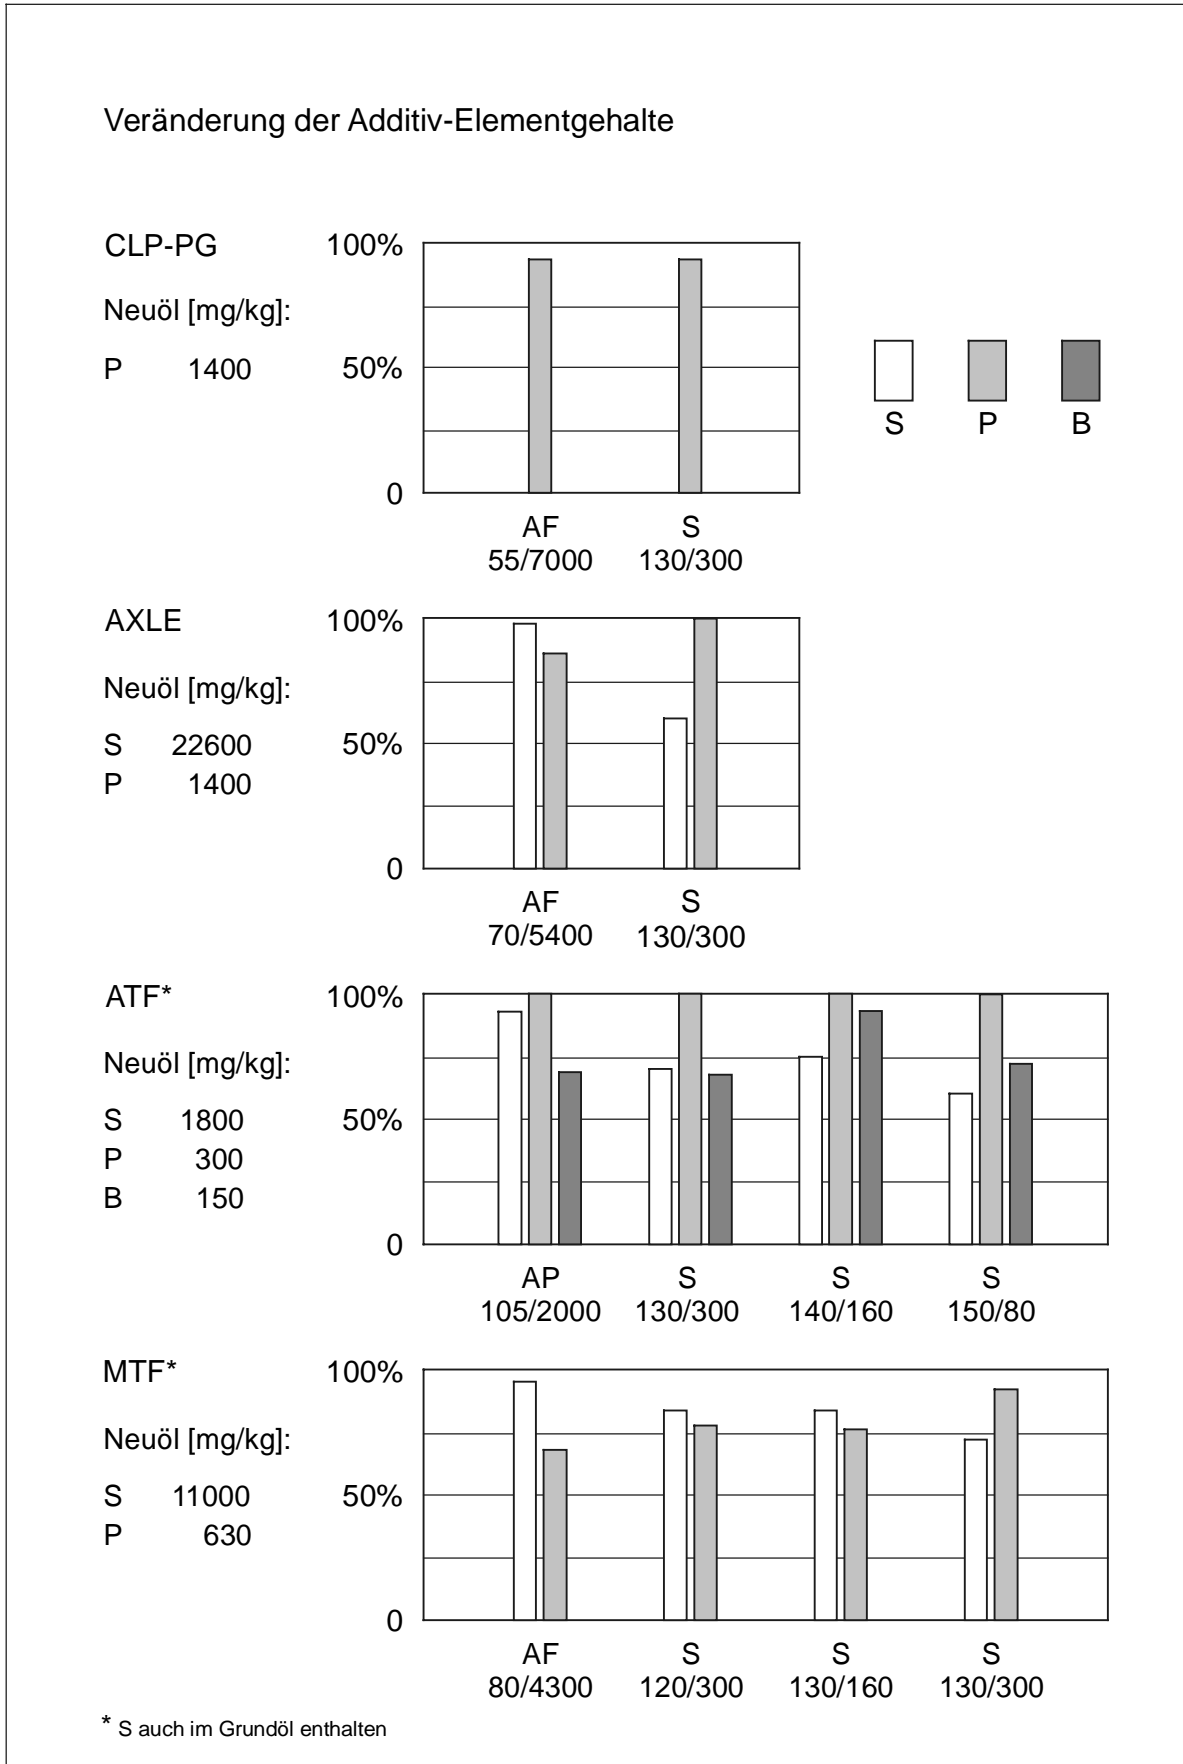 Veränderung der Additiv-Elementgehalte
CLP-PG
Neuöl [mg/kg]:
P 1400
100%
50%
0
AF
55/7000
S
130/300
S P B
AXLE
Neuöl [mg/kg]:
S 22600
P 1400
100%
50%
0
AF
70/5400
S
130/300
ATF*
Neuöl [mg/kg]:
S 1800
P 300
B 150
100%
50%
0
AP
105/2000
S
130/300
S
140/160
S
150/80
MTF*
Neuöl [mg/kg]:
S 11000
P 630
100%
50%
0
AF
80/4300
S
120/300
S
130/160
S
130/300
* S auch im Grundöl enthalten